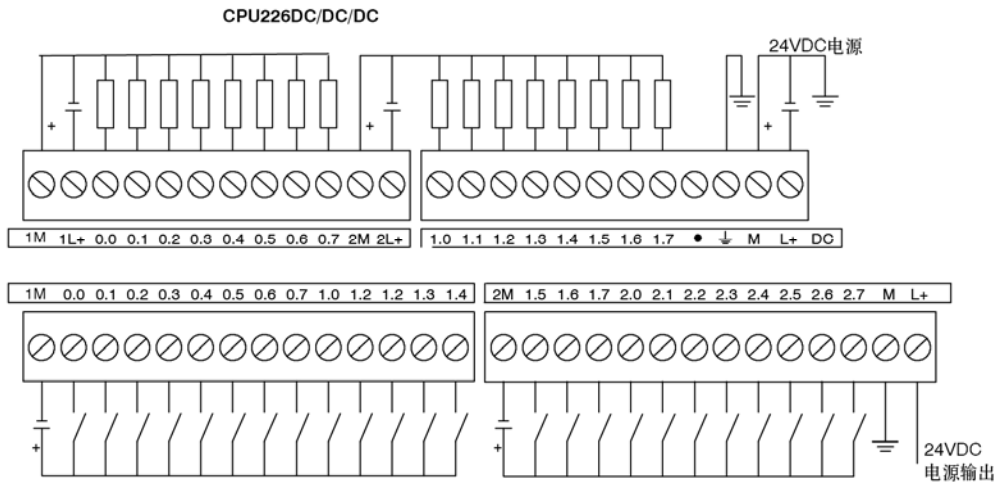 CPU226DC/DC/DC
24VDC电源
+ + +
1M 1L+ 0.0 0.1 0.2 0.3 0.4 0.5 0.6 0.7 2M 2L+ 1.0 1.1 1.2 1.3 1.4 1.5 1.6 1.7 • ⏚ M L+ DC
1M 0.0 0.1 0.2 0.3 0.4 0.5 0.6 0.7 1.0 1.2 1.2 1.3 1.4 2M 1.5 1.6 1.7 2.0 2.1 2.2 2.3 2.4 2.5 2.6 2.7 M L+
+ +
24VDC
电源输出